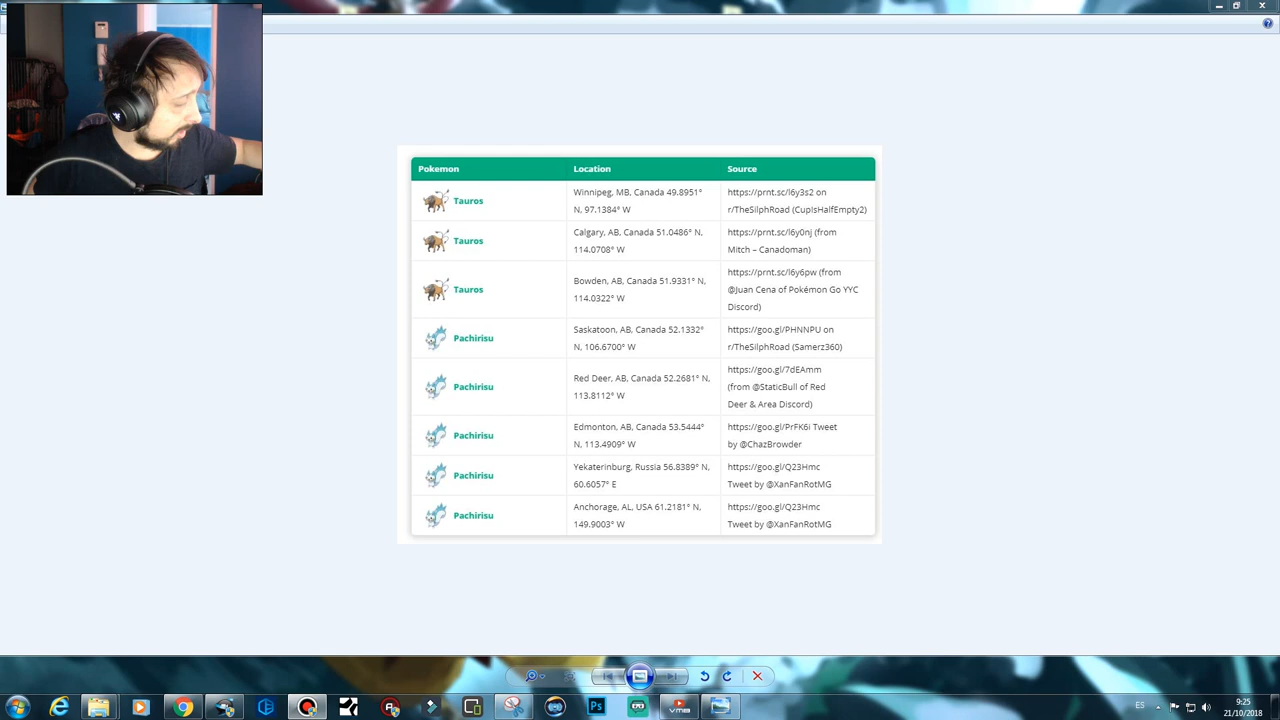 Pokemon Location Source
Tauros
Winnipeg, MB, Canada 49.8951°
N, 97.1384° W
https://prnt.sc/l6y3s2 on
r/TheSilphRoad (CupIsHalfEmpty2)
Tauros
Calgary, AB, Canada 51.0486° N,
114.0708° W
https://prnt.sc/l6y0nj (from
Mitch – Canadoman)
Tauros
Bowden, AB, Canada 51.9331° N,
114.0322° W
https://prnt.sc/l6y6pw (from
@Juan Cena of Pokémon Go YYC
Discord)
Pachirisu
Saskatoon, AB, Canada 52.1332°
N, 106.6700° W
https://goo.gl/PHNNPU on
r/TheSilphRoad (Samerz360)
Pachirisu
Red Deer, AB, Canada 52.2681° N,
113.8112° W
https://goo.gl/7dEAmm
(from @StaticBull of Red
Deer & Area Discord)
Pachirisu
Edmonton, AB, Canada 53.5444°
N, 113.4909° W
https://goo.gl/PrFK6i Tweet
by @ChazBrowder
Pachirisu
Yekaterinburg, Russia 56.8389° N,
60.6057° E
https://goo.gl/Q23Hmc
Tweet by @XanFanRotMG
Pachirisu
Anchorage, AL, USA 61.2181° N,
149.9003° W
https://goo.gl/Q23Hmc
Tweet by @XanFanRotMG
Ps
ES
9:25
21/10/2018